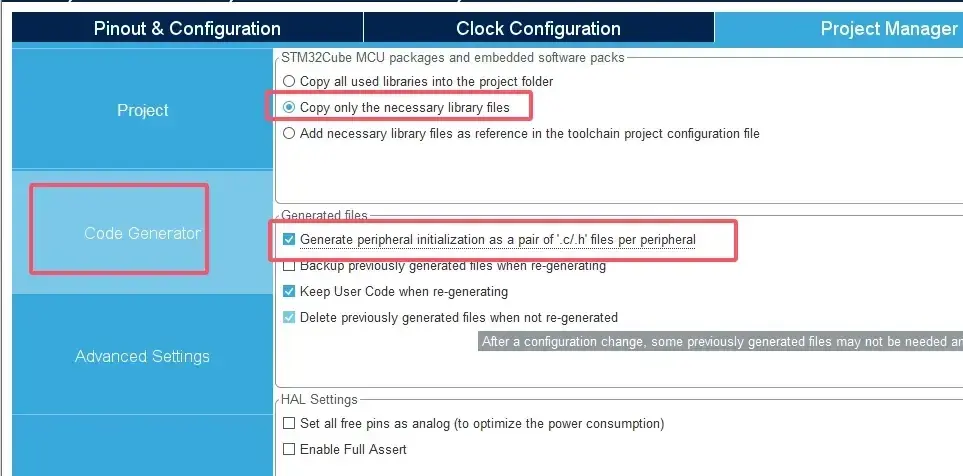 Pinout & Configuration
Clock Configuration
Project Manager
STM32Cube MCU packages and embedded software packs
Copy all used libraries into the project folder
Project
Copy only the necessary library files
Add necessary library files as reference in the toolchain project configuration file
Generated files
Code Generator
Generate peripheral initialization as a pair of '.c/.h' files per peripheral
Backup previously generated files when re-generating
Keep User Code when re-generating
Delete previously generated files when not re-generated
After a configuration change, some previously generated files may not be needed an
Advanced Settings
HAL Settings
Set all free pins as analog (to optimize the power consumption)
Enable Full Assert